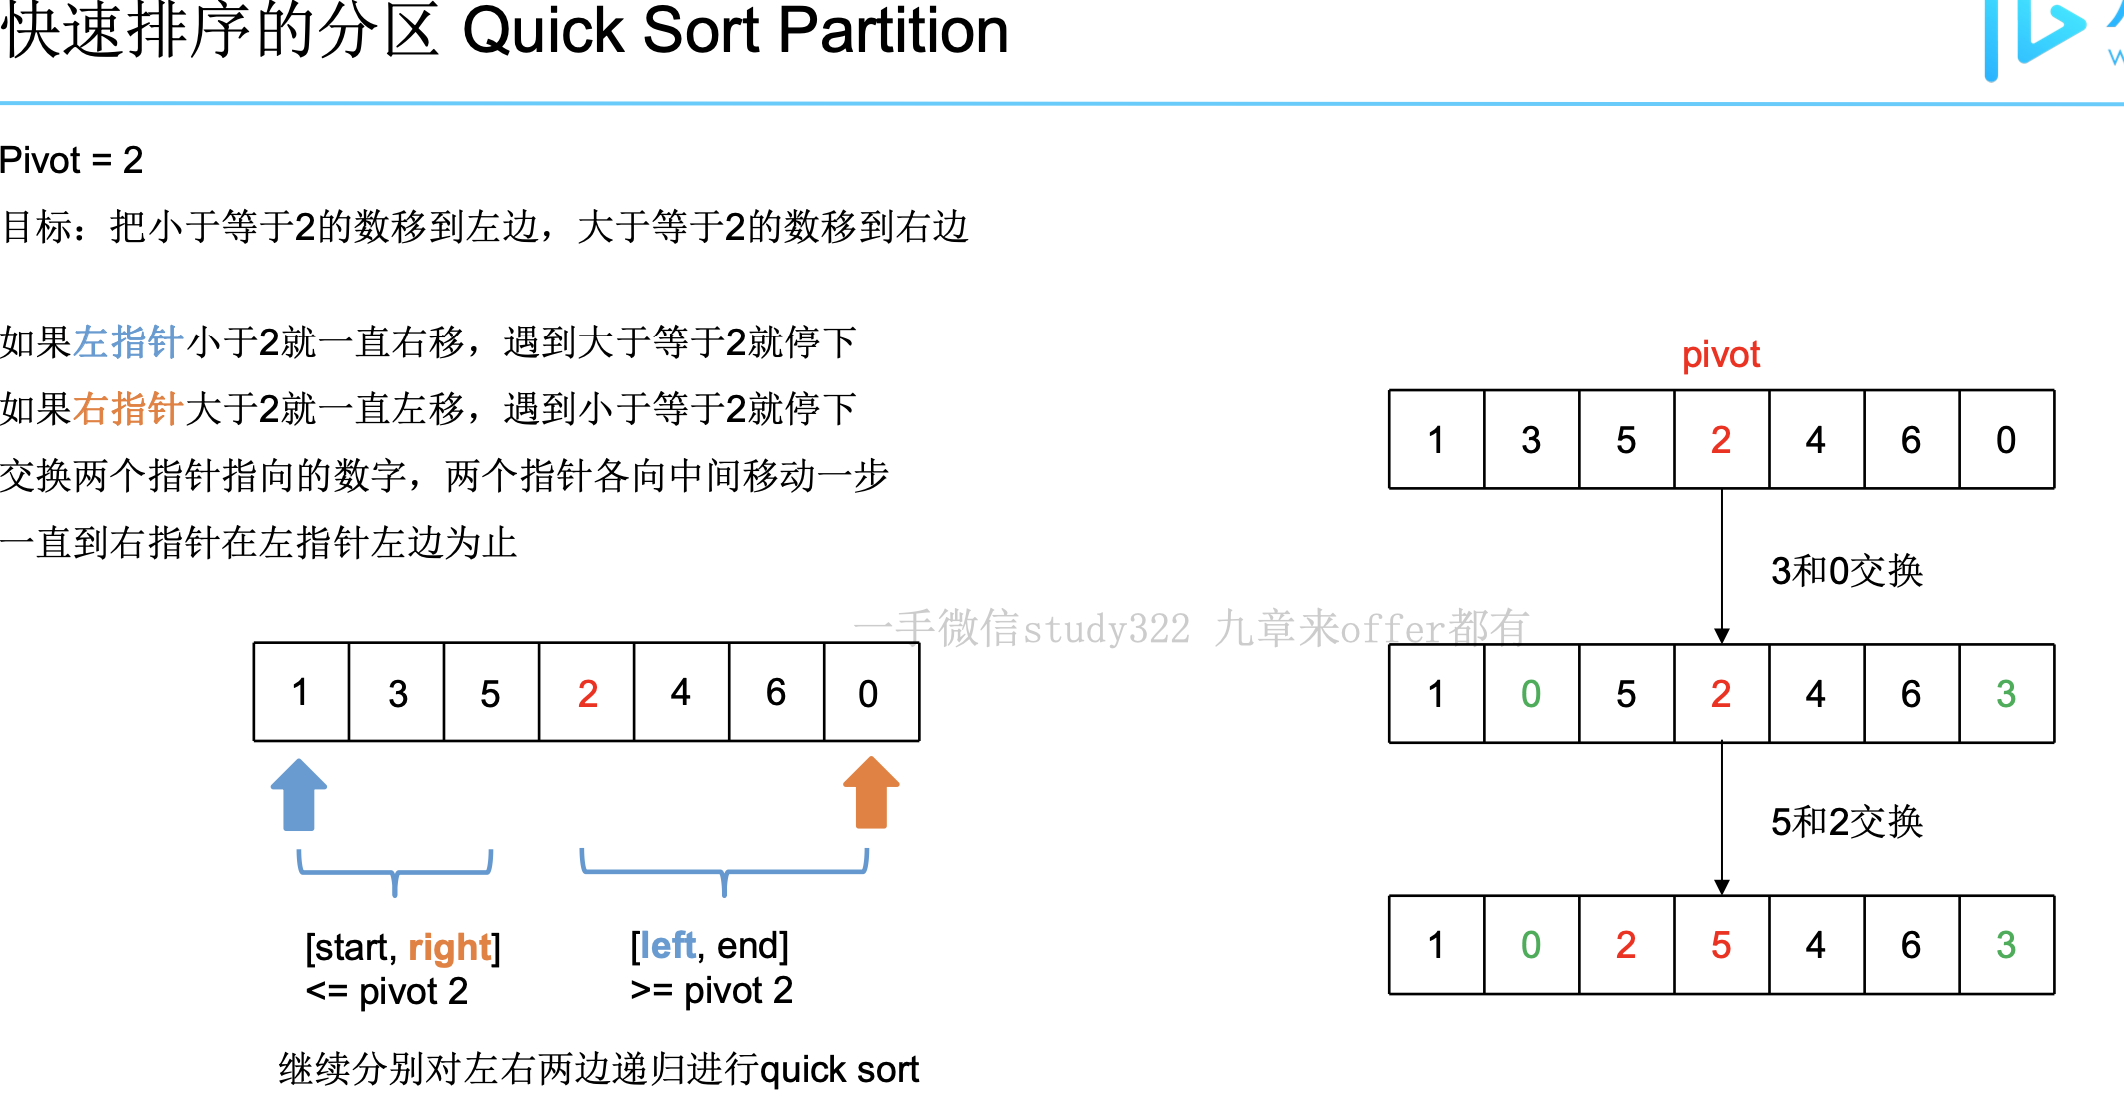 快速排序的分区 Quick Sort Partition
Pivot = 2
目标：把小于等于2的数移到左边，大于等于2的数移到右边
如果左指针小于2就一直右移，遇到大于等于2就停下
如果右指针大于2就一直左移，遇到小于等于2就停下
交换两个指针指向的数字，两个指针各向中间移动一步
一直到右指针在左指针左边为止
一手微信study322 九章来offer都有
1 3 5 2 4 6 0
[start, right]
<= pivot 2
[left, end]
>= pivot 2
继续分别对左右两边递归进行quick sort
pivot
1 3 5 2 4 6 0
3和0交换
1 0 5 2 4 6 3
5和2交换
1 0 2 5 4 6 3